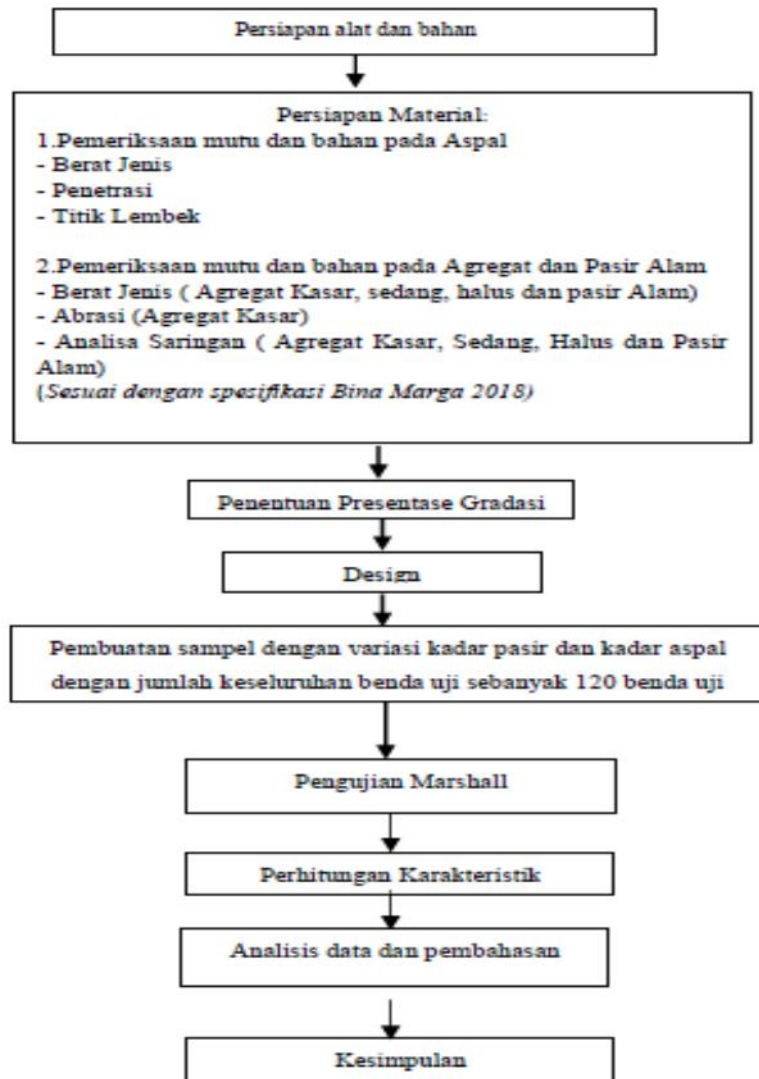 Persiapan alat dan bahan
Persiapan Material:
1.Pemeriksaan mutu dan bahan pada Aspal
- Berat Jenis
- Penetrasi
- Titik Lembek
2.Pemeriksaan mutu dan bahan pada Agregat dan Pasir Alam
- Berat Jenis ( Agregat Kasar, sedang, halus dan pasir Alam)
- Abrasi (Agregat Kasar)
- Analisa Saringan ( Agregat Kasar, Sedang, Halus dan Pasir
Alam)
(Sesuai dengan spesifikasi Bina Marga 2018)
Penentuan Presentase Gradasi
Design
Pembuatan sampel dengan variasi kadar pasir dan kadar aspal
dengan jumlah keseluruhan benda uji sebanyak 120 benda uji
Pengujian Marshall
Perhitungan Karakteristik
Analisis data dan pembahasan
Kesimpulan